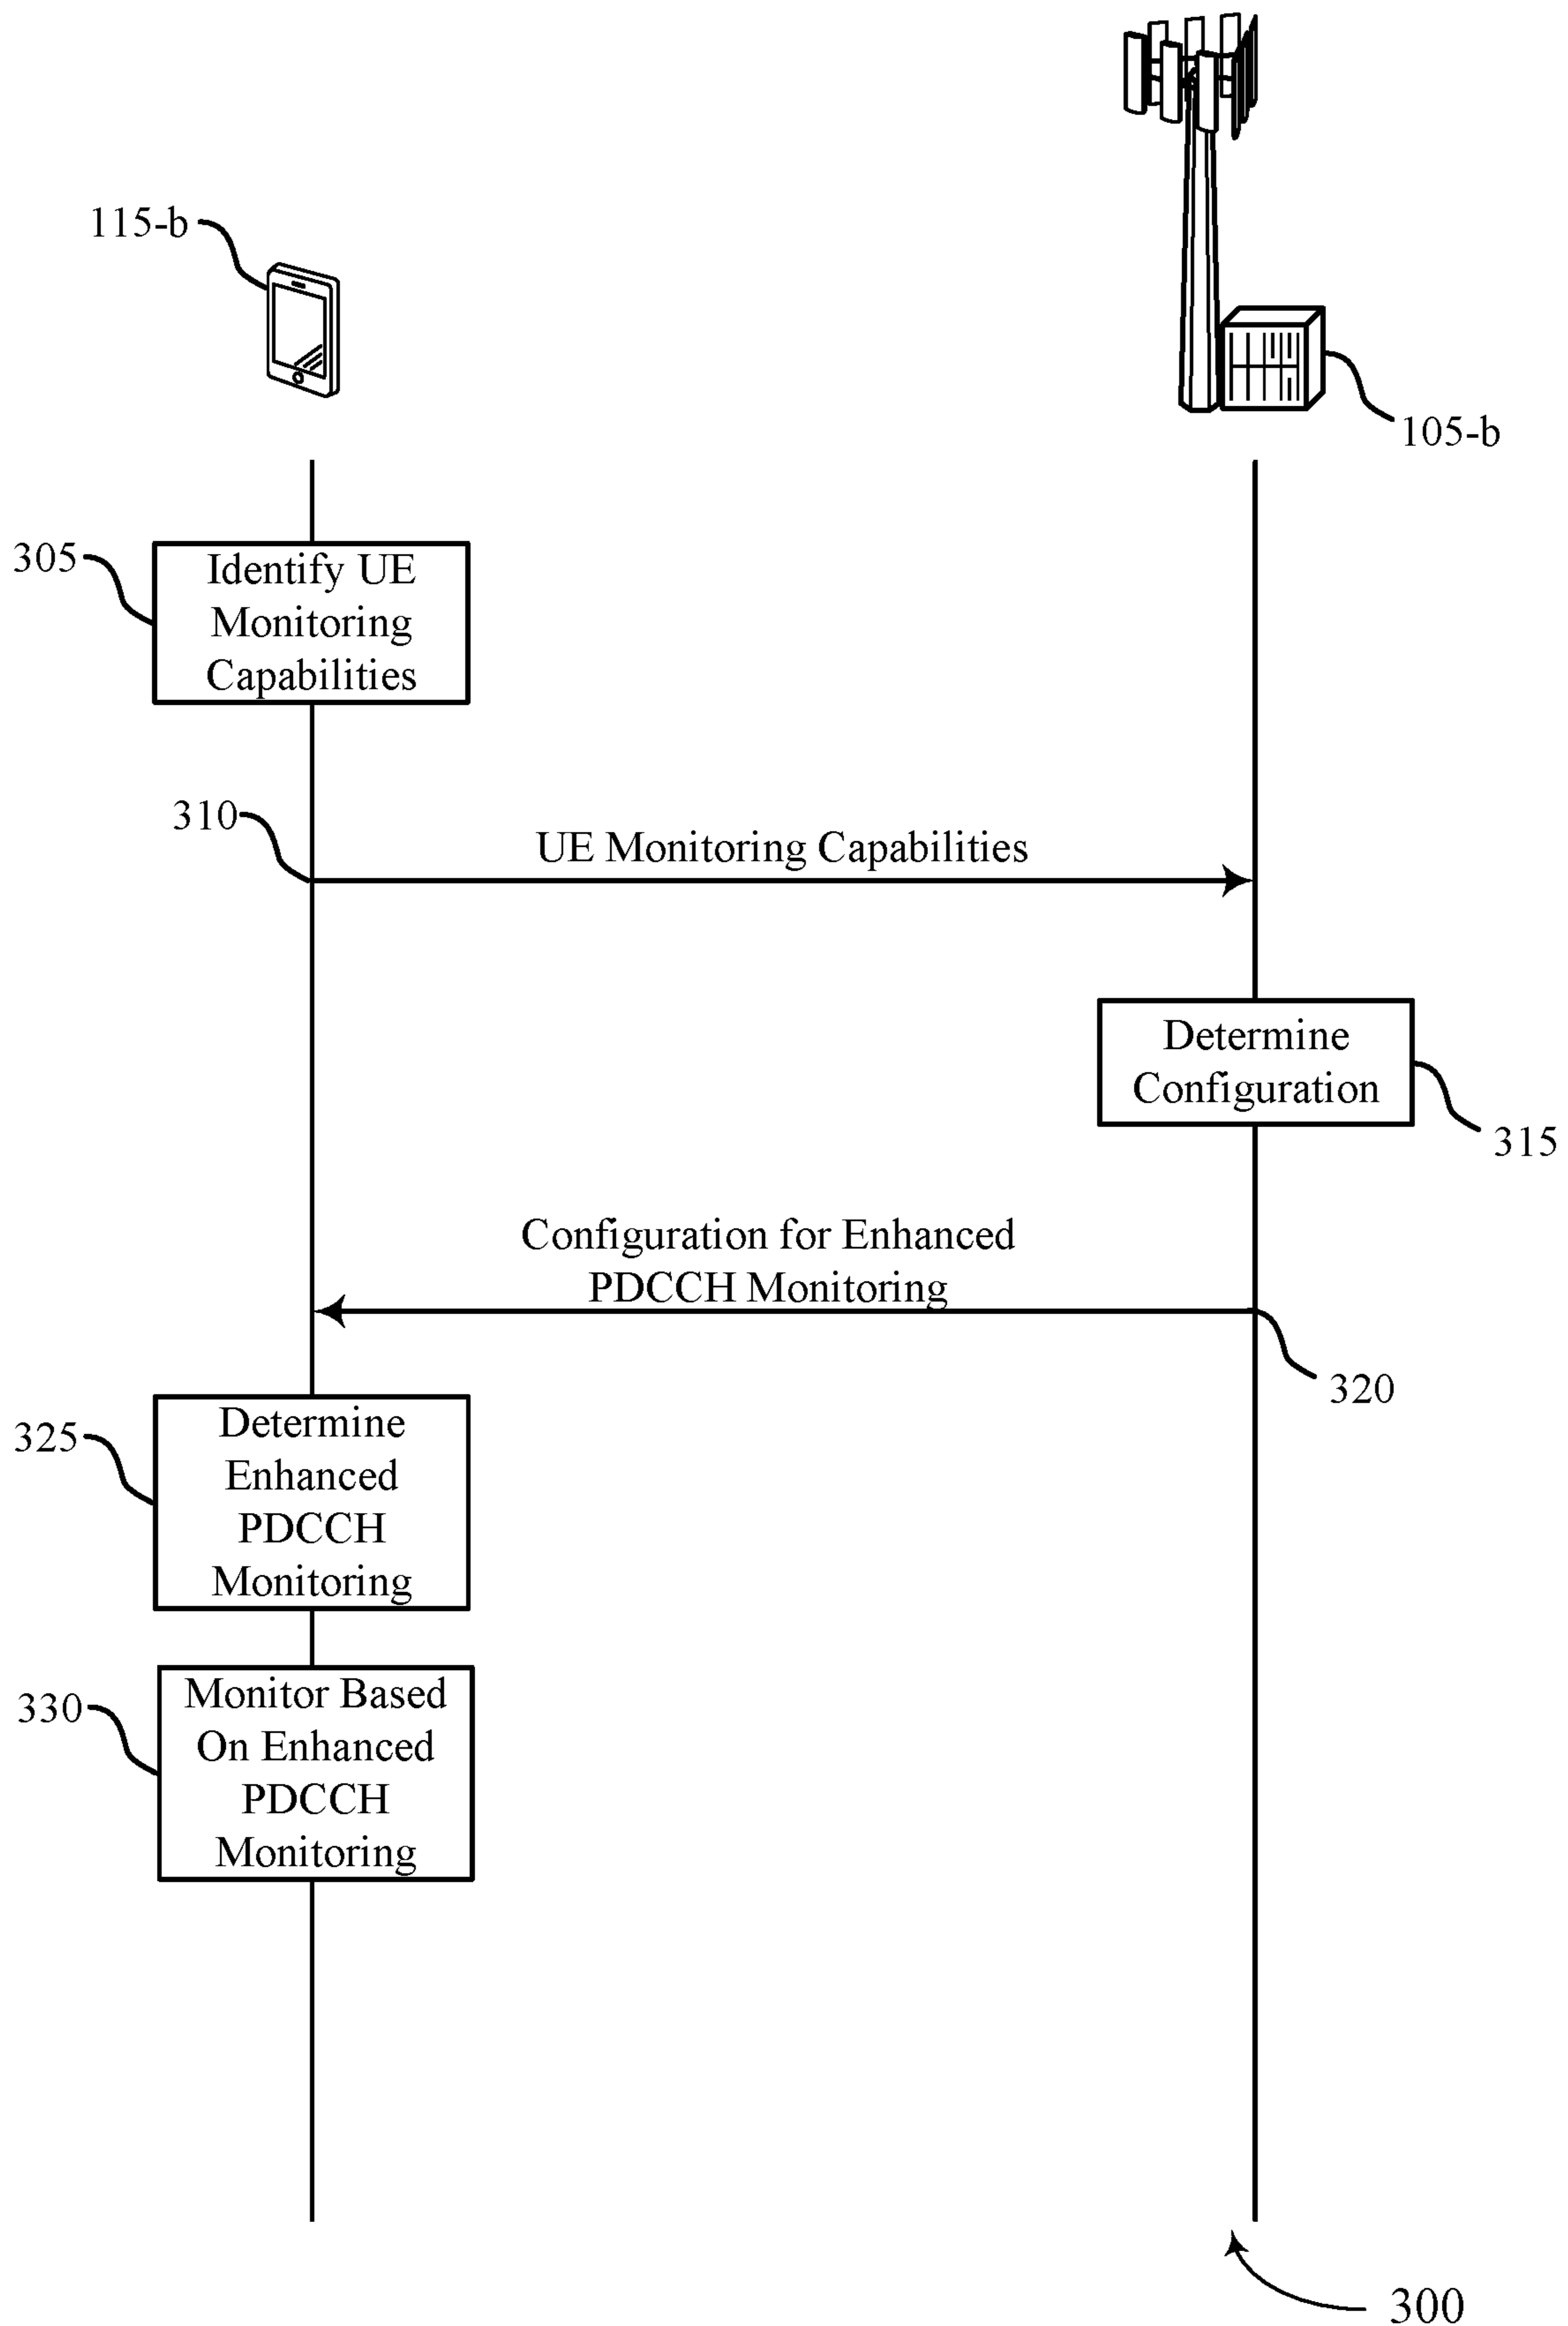 115-b
105-b
305
Identify UE
Monitoring
Capabilities
310
UE Monitoring Capabilities
Determine
Configuration
315
Configuration for Enhanced
PDCCH Monitoring
320
325
Determine
Enhanced
PDCCH
Monitoring
330
Monitor Based
On Enhanced
PDCCH
Monitoring
300